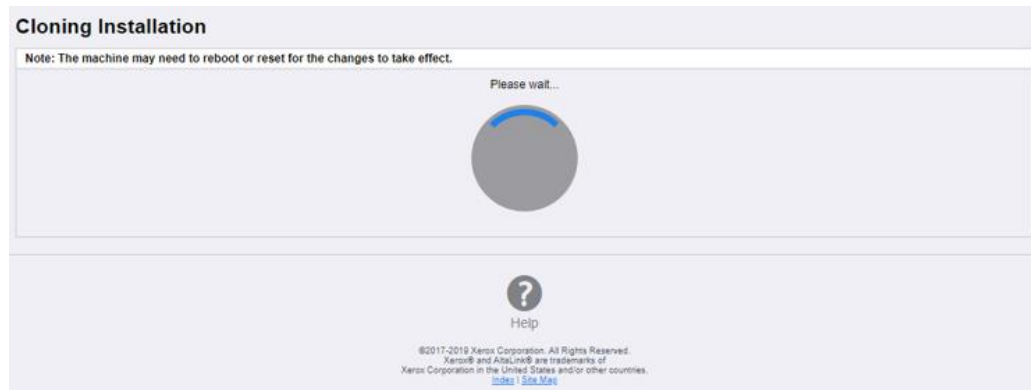 Cloning Installation
Note: The machine may need to reboot or reset for the changes to take effect.
Please wait...
?
Help
©2017-2019 Xerox Corporation. All Rights Reserved.
Xerox® and AltaLink® are trademarks of
Xerox Corporation in the United States and/or other countries.
Index | Site Map